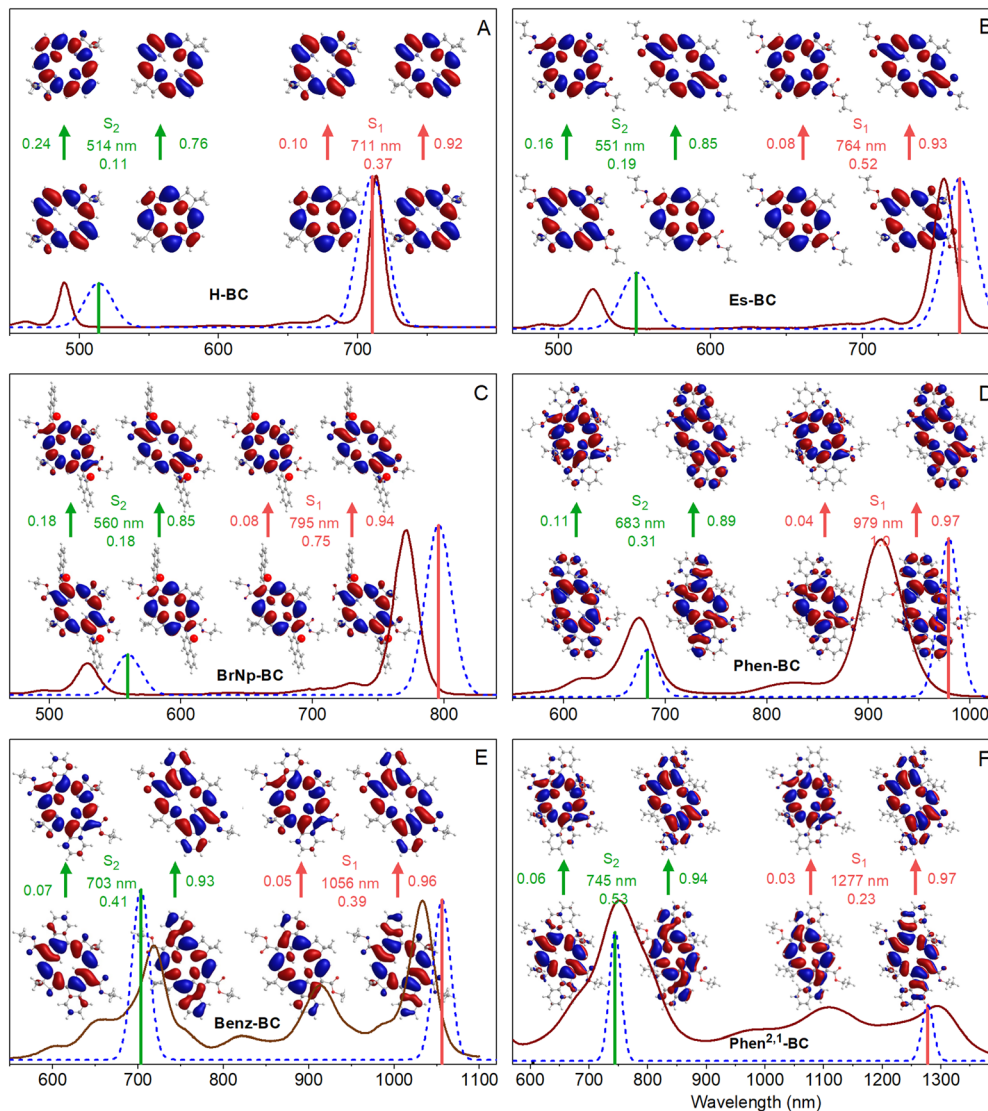 A
S2
514 nm
0.11
0.24
0.76
S1
711 nm
0.37
0.10
0.92
H-BC
500
600
700
B
S2
551 nm
0.19
0.16
0.85
S1
764 nm
0.52
0.08
0.93
Es-BC
500
600
700
C
S2
560 nm
0.18
0.18
0.85
S1
795 nm
0.75
0.08
0.94
BrNp-BC
500
600
700
800
D
S2
683 nm
0.31
0.11
0.89
S1
979 nm
1.0
0.04
0.97
Phen-BC
600
700
800
900
1000
E
S2
703 nm
0.41
0.07
0.93
S1
1056 nm
0.39
0.05
0.96
Benz-BC
500
600
700
800
900
1000
1100
F
S2
745 nm
0.53
0.06
0.94
S1
1277 nm
0.23
0.03
0.97
Phen2,1-BC
600
700
800
900
1000
1100
1200
1300
Wavelength (nm)